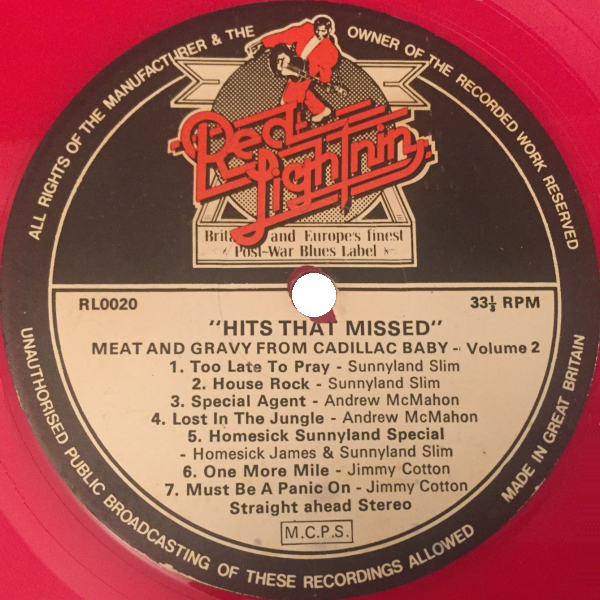 ALL RIGHTS OF THE MANUFACTURER & THE OWNER OF THE RECORDED WORK RESERVED
Red
Lightnin
Britain and Europe's finest
Post-War Blues Label
RL0020
33⅓ RPM
"HITS THAT MISSED"
MEAT AND GRAVY FROM CADILLAC BABY - Volume 2
1. Too Late To Pray - Sunnyland Slim
2. House Rock - Sunnyland Slim
3. Special Agent - Andrew McMahon
4. Lost In The Jungle - Andrew McMahon
5. Homesick Sunnyland Special
- Homesick James & Sunnyland Slim
6. One More Mile - Jimmy Cotton
7. Must Be A Panic On - Jimmy Cotton
Straight ahead Stereo
M.C.P.S.
UNAUTHORISED PUBLIC BROADCASTING OF THESE RECORDINGS ALLOWED
MADE IN GREAT BRITAIN